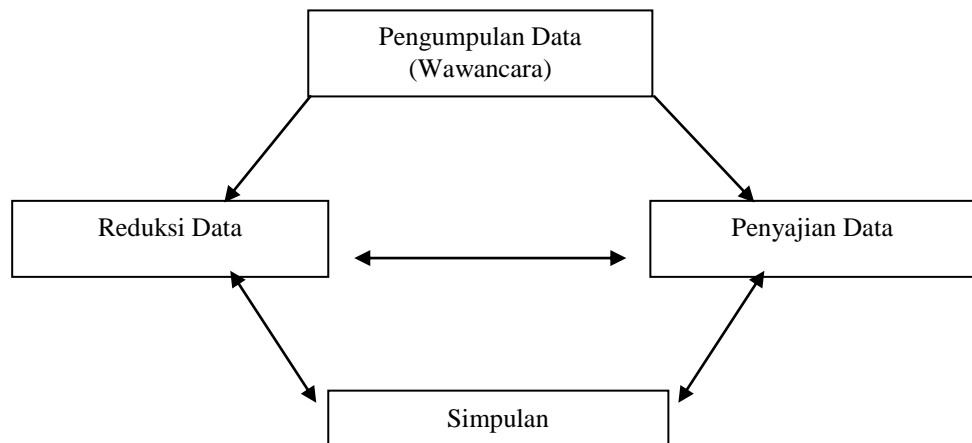 Pengumpulan Data
(Wawancara)
Reduksi Data
Penyajian Data
Simpulan